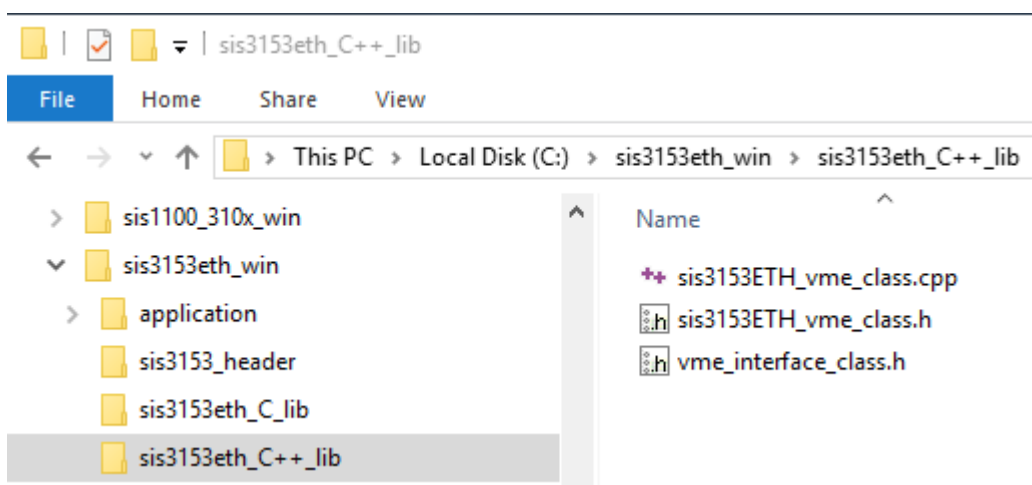 sis3153eth_C++_lib
File Home Share View
This PC > Local Disk (C:) > sis3153eth_win > sis3153eth_C++_lib
sis1100_310x_win
sis3153eth_win
application
sis3153_header
sis3153eth_C_lib
sis3153eth_C++_lib
Name
++ sis3153ETH_vme_class.cpp
.h sis3153ETH_vme_class.h
.h vme_interface_class.h